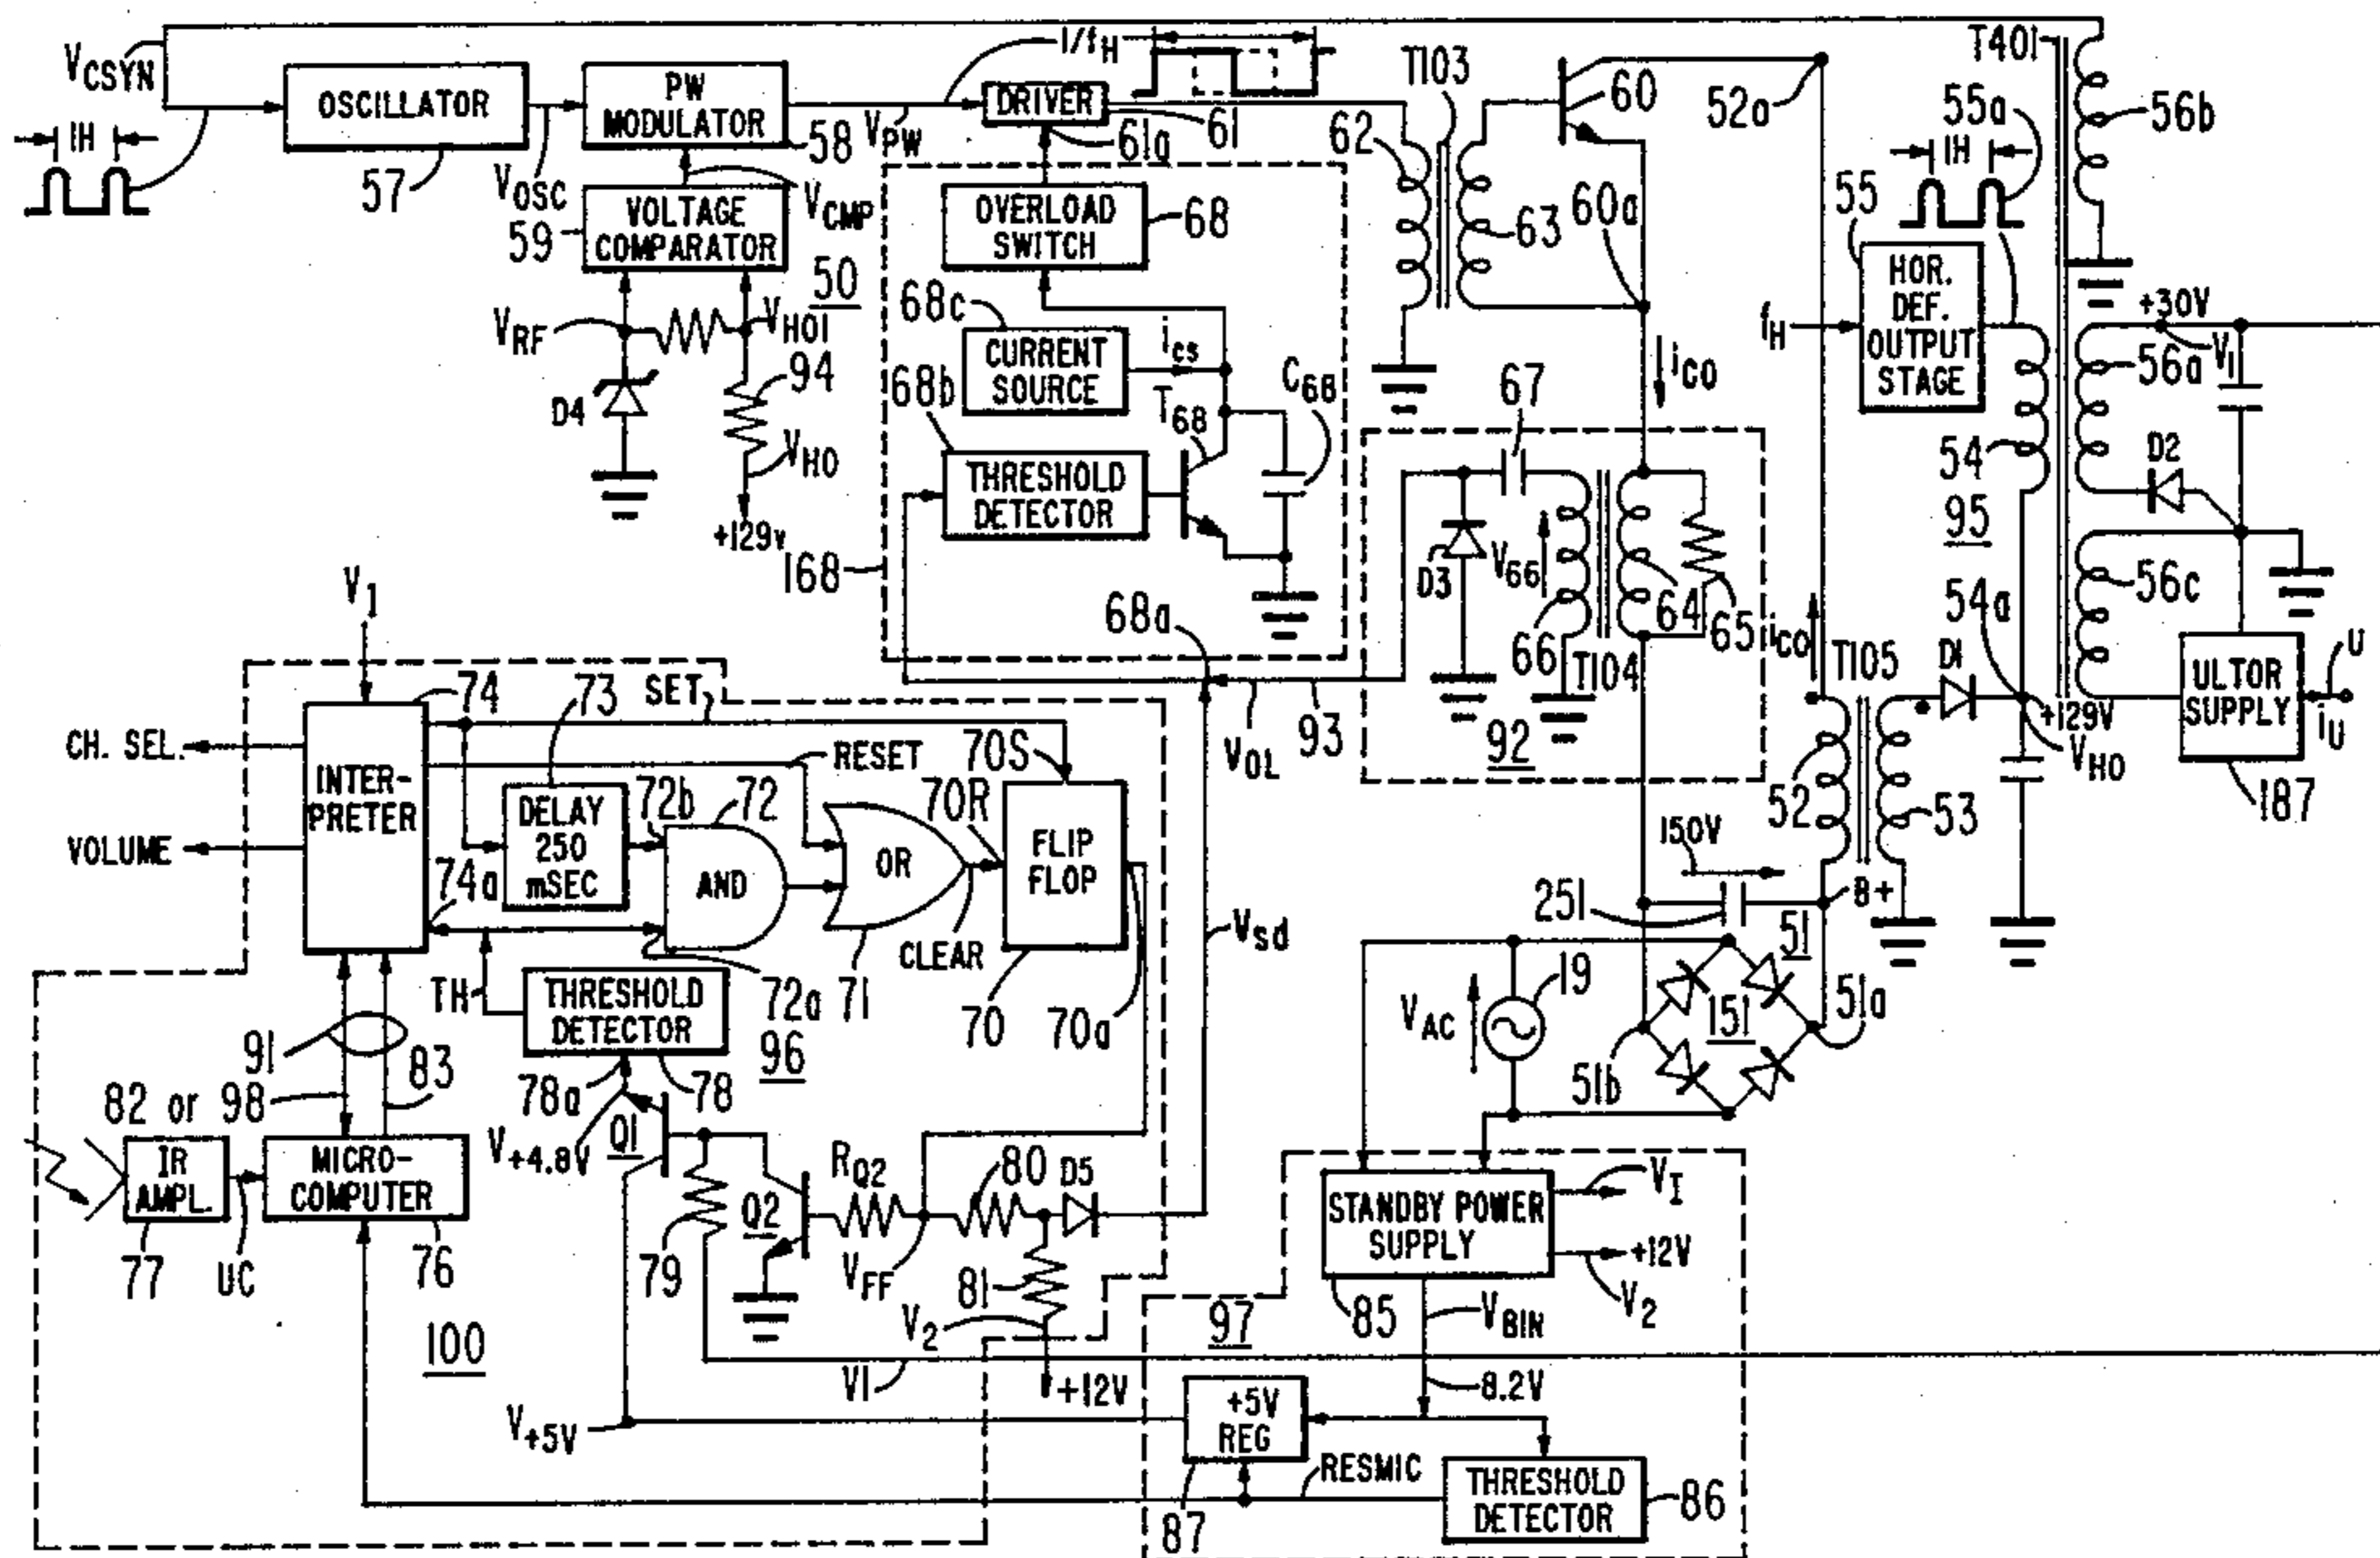 VCSYN
1H
OSCILLATOR
57
VOSC
PW
MODULATOR
58
VPW
1/fH
DRIVER
61
61a
T103
62
63
60
60a
52a
T401
56b
55a
1H
55
HOR.
DEF.
OUTPUT
STAGE
fH
54
+30V
V1
56a
D2
95
56c
54a
59
VOLTAGE
COMPARATOR
VCMP
50
VRF
VHO1
94
D4
VHO
+129v
OVERLOAD
SWITCH
68
68c
CURRENT
SOURCE
ics
68b
T68
C68
THRESHOLD
DETECTOR
168
68a
67
iCO
D3
V66
66
T104
64
65
92
93
VOL
iCO
T105
D1
+129V
VHO
ULTOR
SUPPLY
U
iU
187
52
53
150V
251
B+
51
51a
151
51b
19
VAC
V1
74
INTER-
PRETER
CH. SEL.
VOLUME
74a
73
SET
RESET
DELAY
250
mSEC
72b
72
AND
72a
OR
71
CLEAR
70R
70S
FLIP
FLOP
70
70a
Vsd
TH
THRESHOLD
DETECTOR
96
78a
78
91
83
82 or 98
IR
AMPL.
77
UC
MICRO-
COMPUTER
76
V+4.8V
Q1
79
Q2
RQ2
80
D5
VFF
81
V2
+12V
100
V1
V+5V
97
STANDBY POWER
SUPPLY
85
VI
+12V
V2
VBIN
8.2V
+5V
REG
87
RESMIC
THRESHOLD
DETECTOR
86